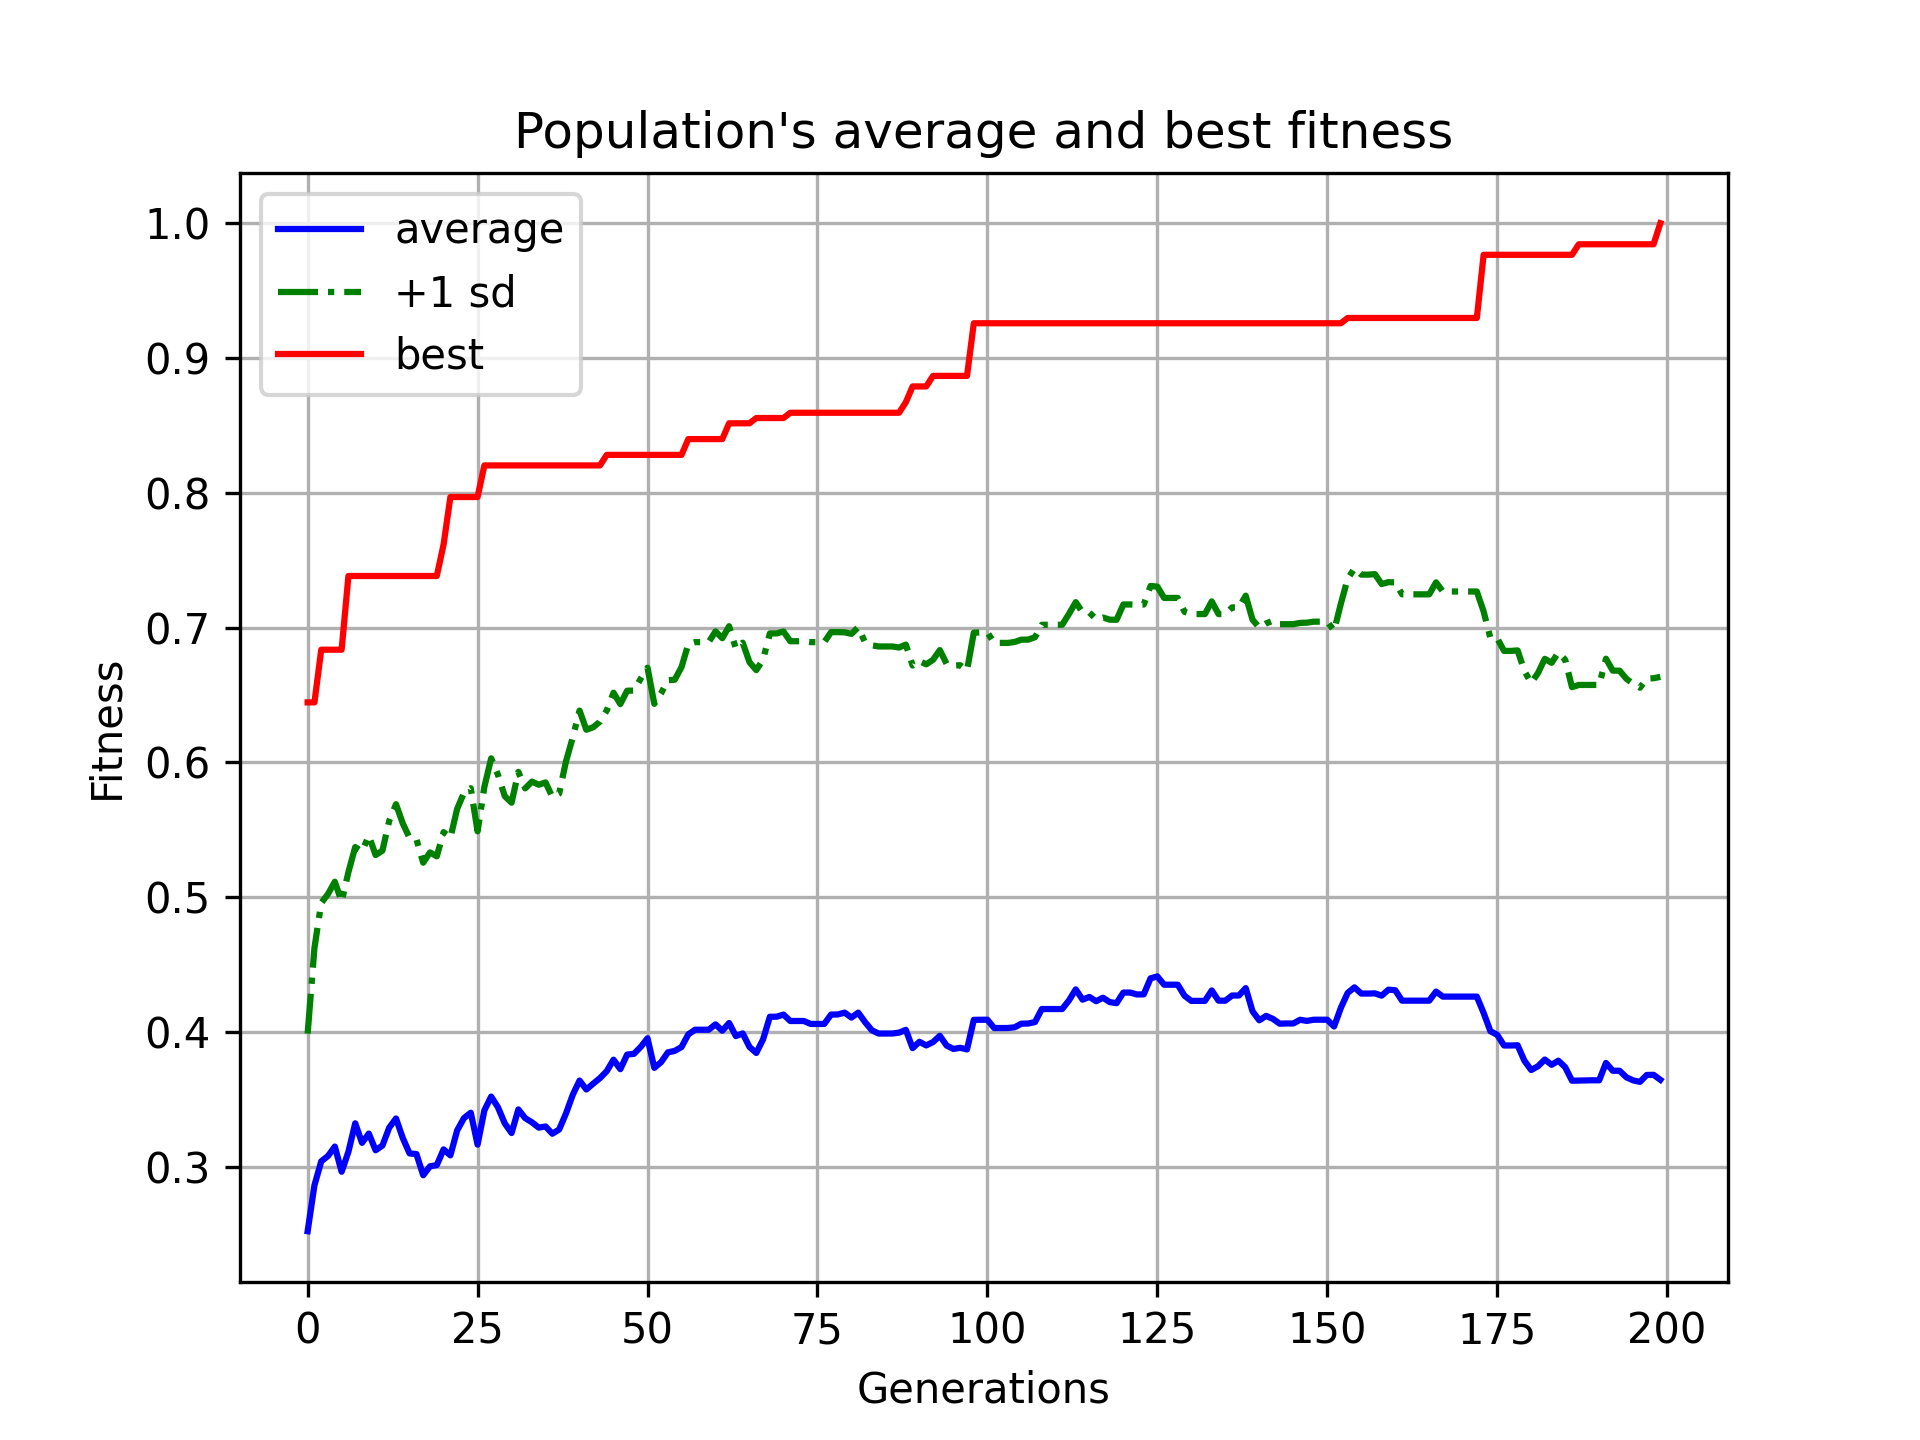 Population's average and best fitness
average
+1 sd
best
1.0
0.9
0.8
0.7
0.6
0.5
0.4
0.3
Fitness
0 25 50 75 100 125 150 175 200
Generations